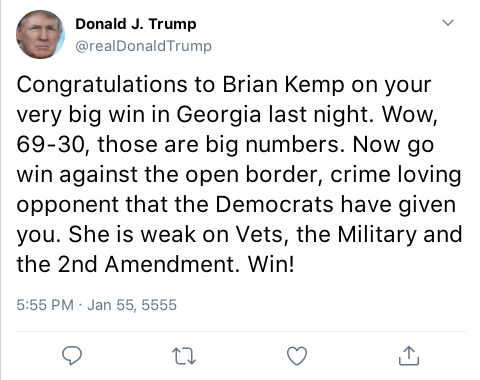 Donald J. Trump
@realDonaldTrump
Congratulations to Brian Kemp on your
very big win in Georgia last night. Wow,
69-30, those are big numbers. Now go
win against the open border, crime loving
opponent that the Democrats have given
you. She is weak on Vets, the Military and
the 2nd Amendment. Win!
5:55 PM · Jan 55, 5555